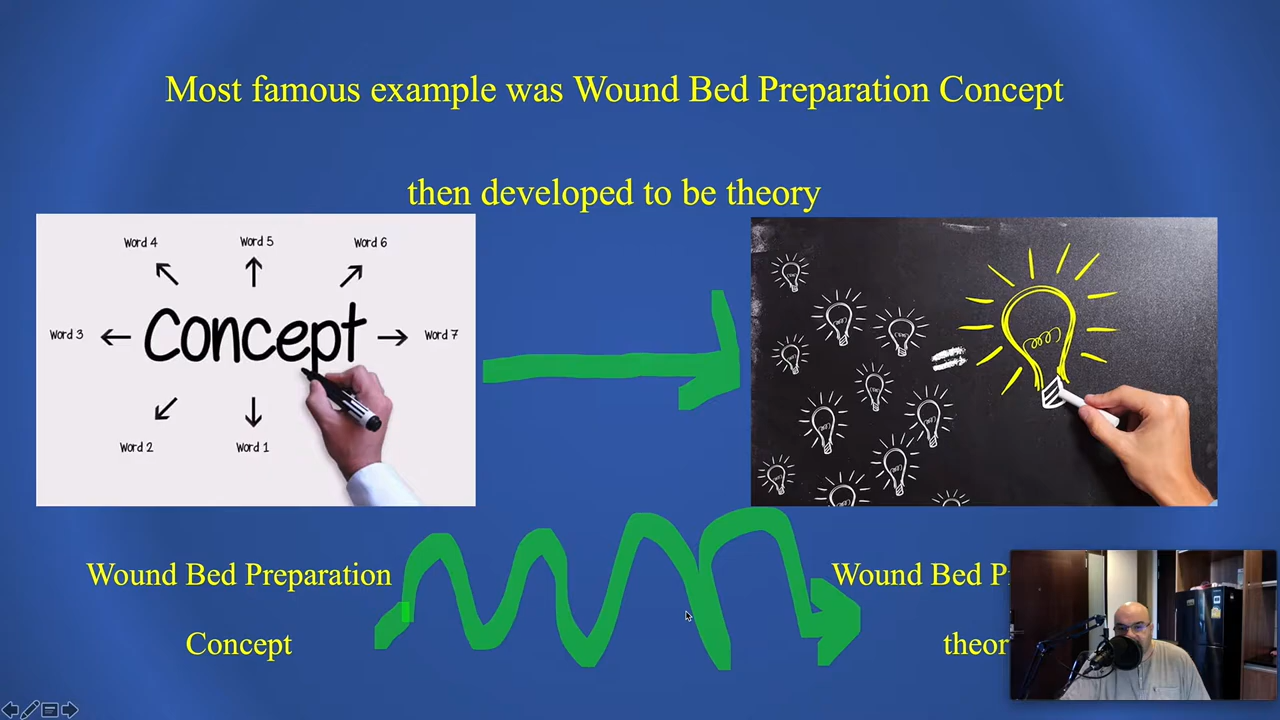 Most famous example was Wound Bed Preparation Concept
then developed to be theory
Word 4
Word 5
Word 6
Word 3
Concept
Word 7
Word 2
Word 1
Wound Bed Preparation
Concept
Wound Bed